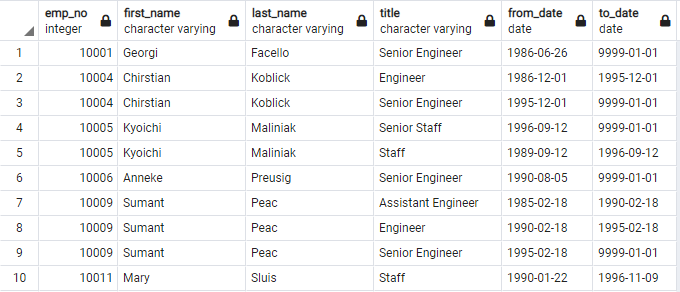 emp_no first_name last_name title from_date to_date
integer character varying character varying character varying date date
1 10001 Georgi Facello Senior Engineer 1986-06-26 9999-01-01
2 10004 Chirstian Koblick Engineer 1986-12-01 1995-12-01
3 10004 Chirstian Koblick Senior Engineer 1995-12-01 9999-01-01
4 10005 Kyoichi Maliniak Senior Staff 1996-09-12 9999-01-01
5 10005 Kyoichi Maliniak Staff 1989-09-12 1996-09-12
6 10006 Anneke Preusig Senior Engineer 1990-08-05 9999-01-01
7 10009 Sumant Peac Assistant Engineer 1985-02-18 1990-02-18
8 10009 Sumant Peac Engineer 1990-02-18 1995-02-18
9 10009 Sumant Peac Senior Engineer 1995-02-18 9999-01-01
10 10011 Mary Sluis Staff 1990-01-22 1996-11-09